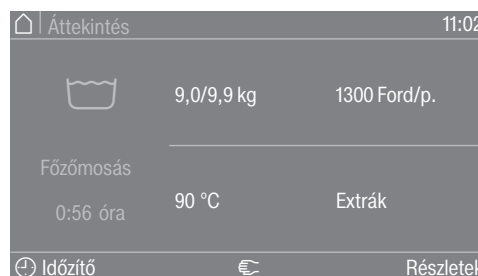 Áttekintés 11:02
9,0/9,9 kg 1300 Ford/p.
Főzőmosás
0:56 óra
90 °C Extrák
Időzítő Részletek